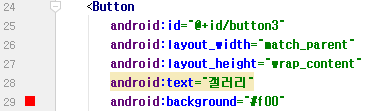 24 <Button
25 android:id="@+id/button3"
26 android:layout_width="match_parent"
27 android:layout_height="wrap_content"
28 android:text="갤러리"
29 android:background="#f00"